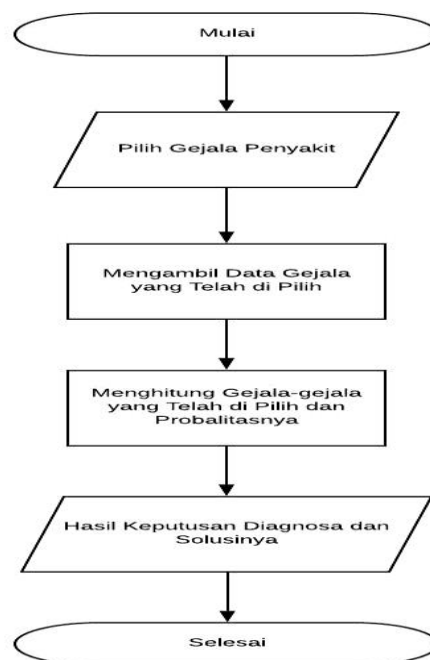 Mulai
Pilih Gejala Penyakit
Mengambil Data Gejala
yang Telah di Pilih
Menghitung Gejala-gejala
yang Telah di Pilih dan
Probalitasnya
Hasil Keputusan Diagnosa dan
Solusinya
Selesai